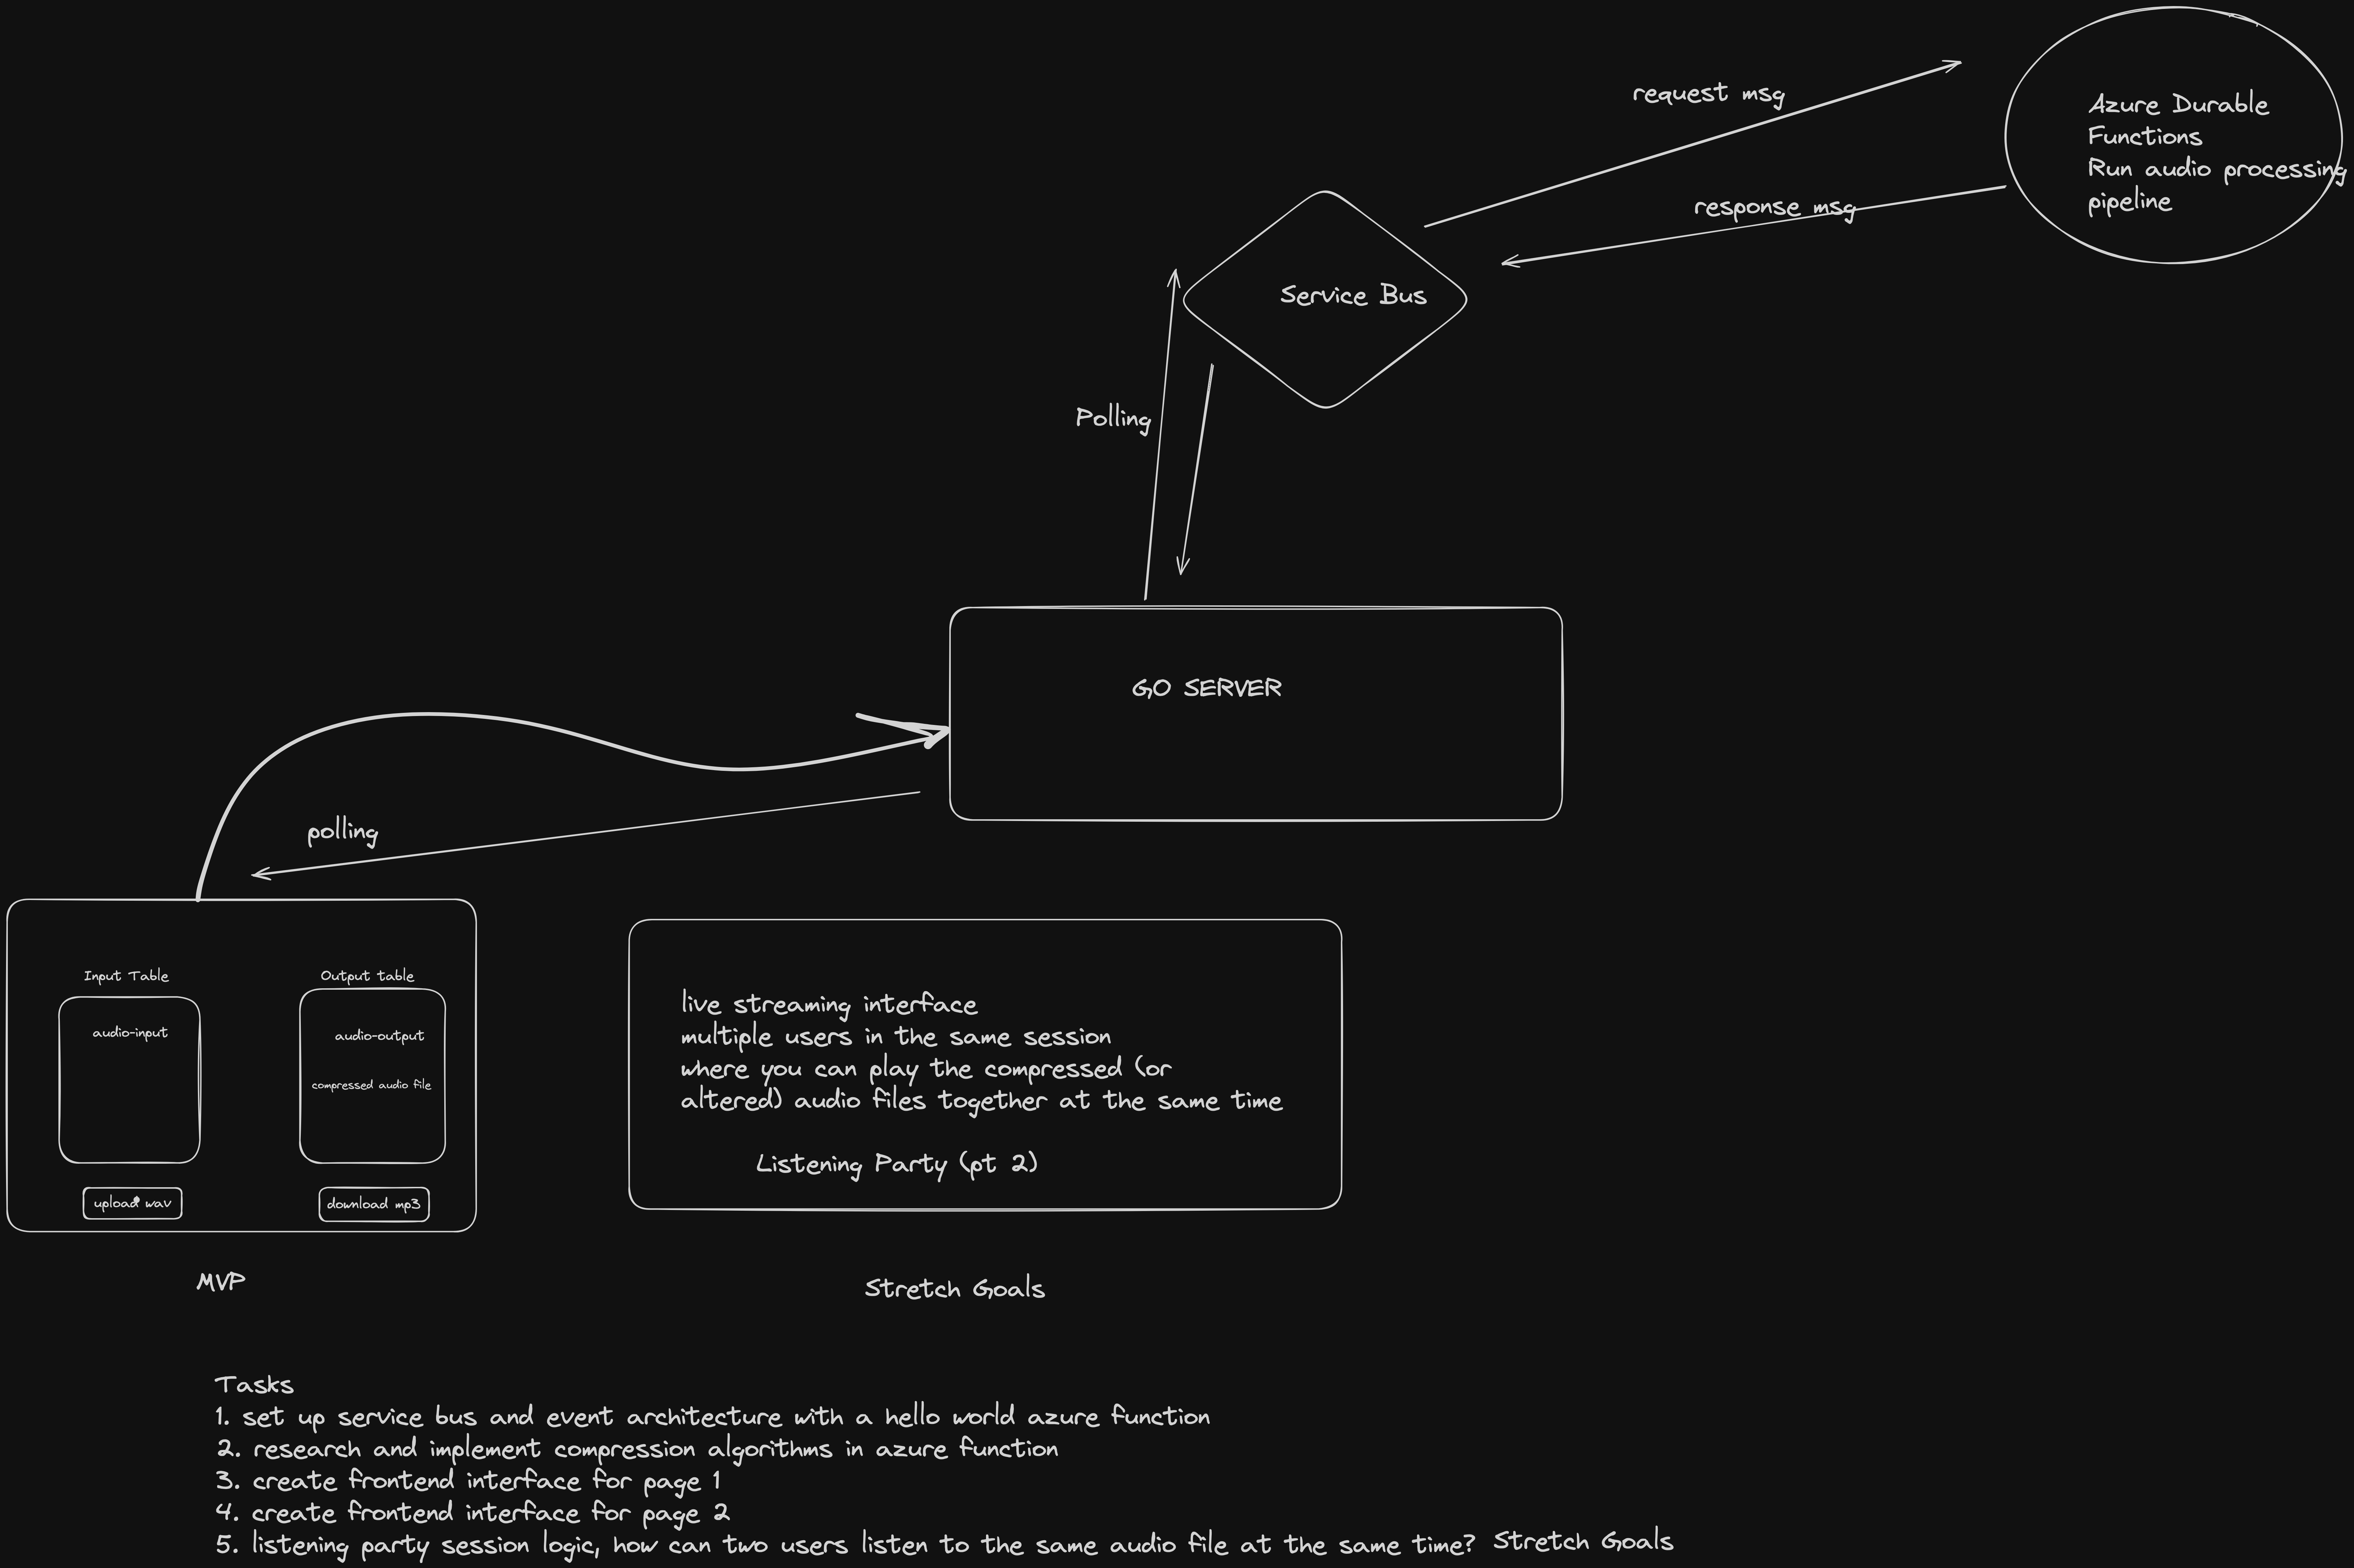 request msg
Azure Durable
Functions
Run audio processing
pipeline
response msg
Service Bus
Polling
GO SERVER
polling
Input Table
Output table
audio-input
audio-output
compressed audio file
upload wav
download mp3
live streaming interface
multiple users in the same session
where you can play the compressed (or
altered) audio files together at the same time
Listening Party (pt 2)
MVP
Stretch Goals
Tasks
1. set up service bus and event architecture with a hello world azure function
2. research and implement compression algorithms in azure function
3. create frontend interface for page 1
4. create frontend interface for page 2
5. listening party session logic, how can two users listen to the same audio file at the same time? Stretch Goals